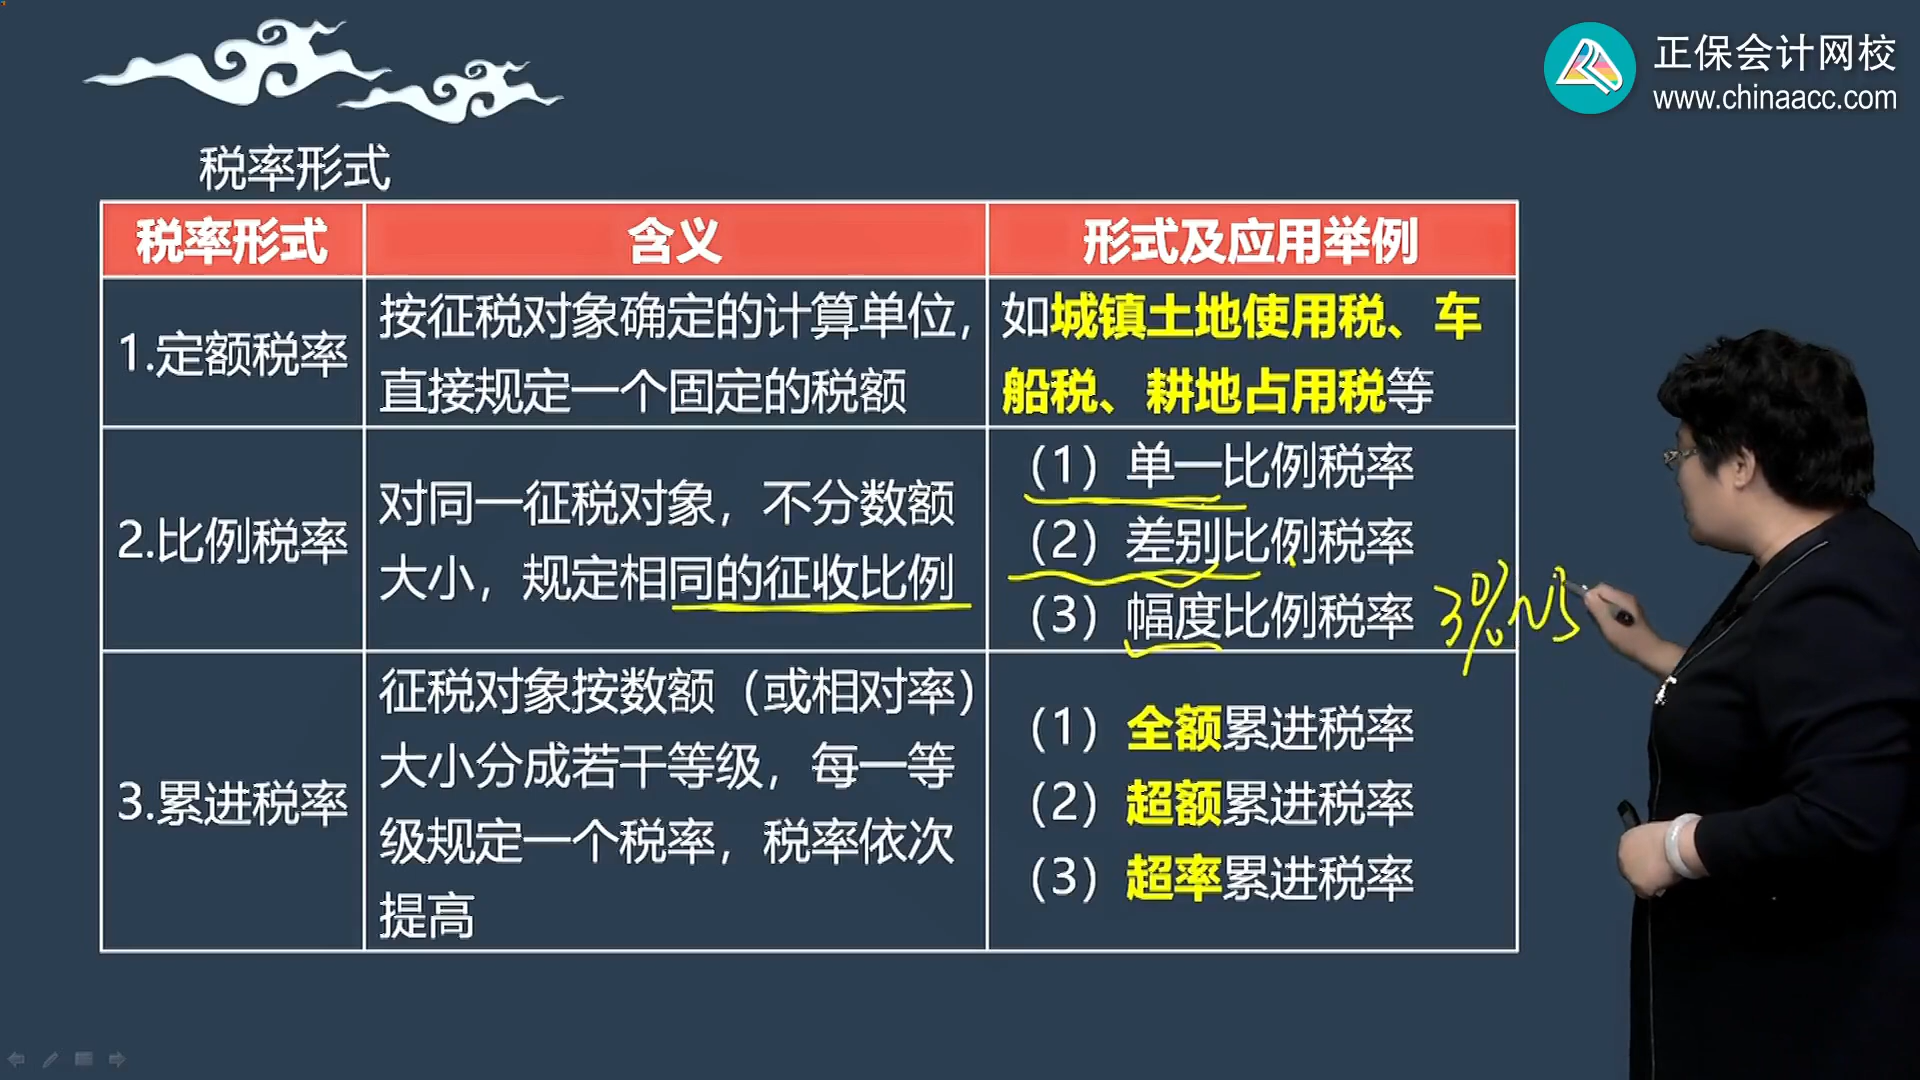 正保会计网校
www.chinaacc.com
税率形式
税率形式
含义
形式及应用举例
1.定额税率
按征税对象确定的计算单位，
直接规定一个固定的税额
如城镇土地使用税、车
船税、耕地占用税等
2.比例税率
对同一征税对象，不分数额
大小，规定相同的征收比例
（1）单一比例税率
（2）差别比例税率
（3）幅度比例税率
3%~5
3.累进税率
征税对象按数额（或相对率）
大小分成若干等级，每一等
级规定一个税率，税率依次
提高
（1）全额累进税率
（2）超额累进税率
（3）超率累进税率